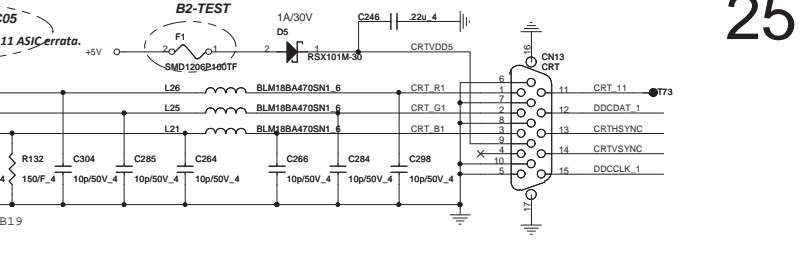 25
B2-TEST
C05
11 ASIC errata.
1A/30V
C246
.22u_4
+5V
2
F1
1
SMD1206P100TF
2
D5
1
RSX101M-30
CRTVDD5
16
CN13
CRT
L26
BLM18BA470SN1_6
CRT_R1
L25
BLM18BA470SN1_6
CRT_G1
L21
BLM18BA470SN1_6
CRT_B1
6
1
7
2
8
3
9
4
10
5
11
CRT_11
T73
12
DDCDAT_1
13
CRTHSYNC
14
CRTVSYNC
15
DDCCLK_1
17
4
R132
150/F_4
C304
10p/50V_4
C285
10p/50V_4
C264
10p/50V_4
C266
10p/50V_4
C284
10p/50V_4
C298
10p/50V_4
B19